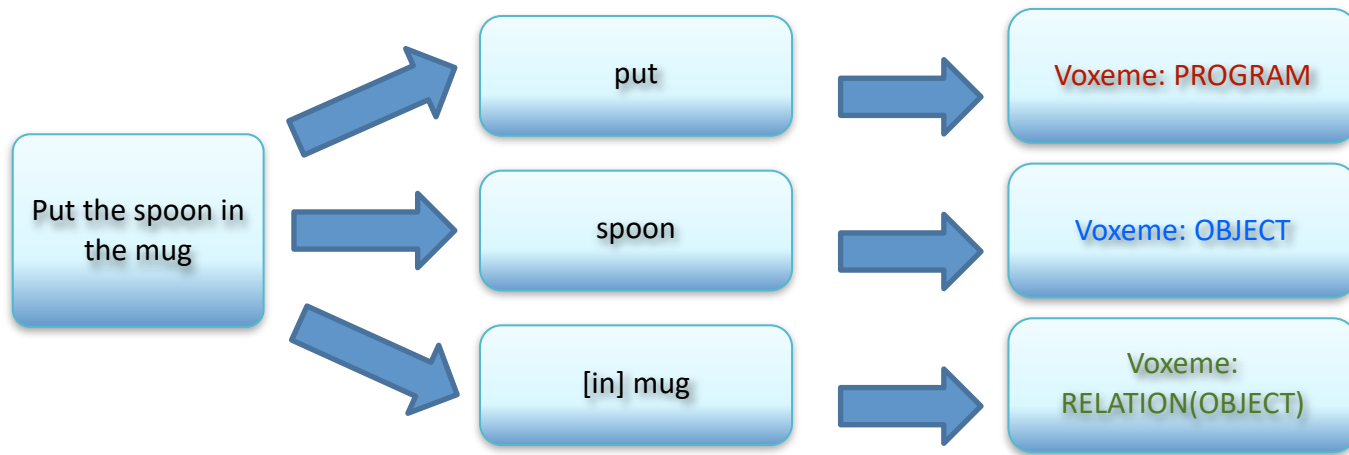 Put the spoon in
the mug
put
Voxeme: PROGRAM
spoon
Voxeme: OBJECT
[in] mug
Voxeme:
RELATION(OBJECT)